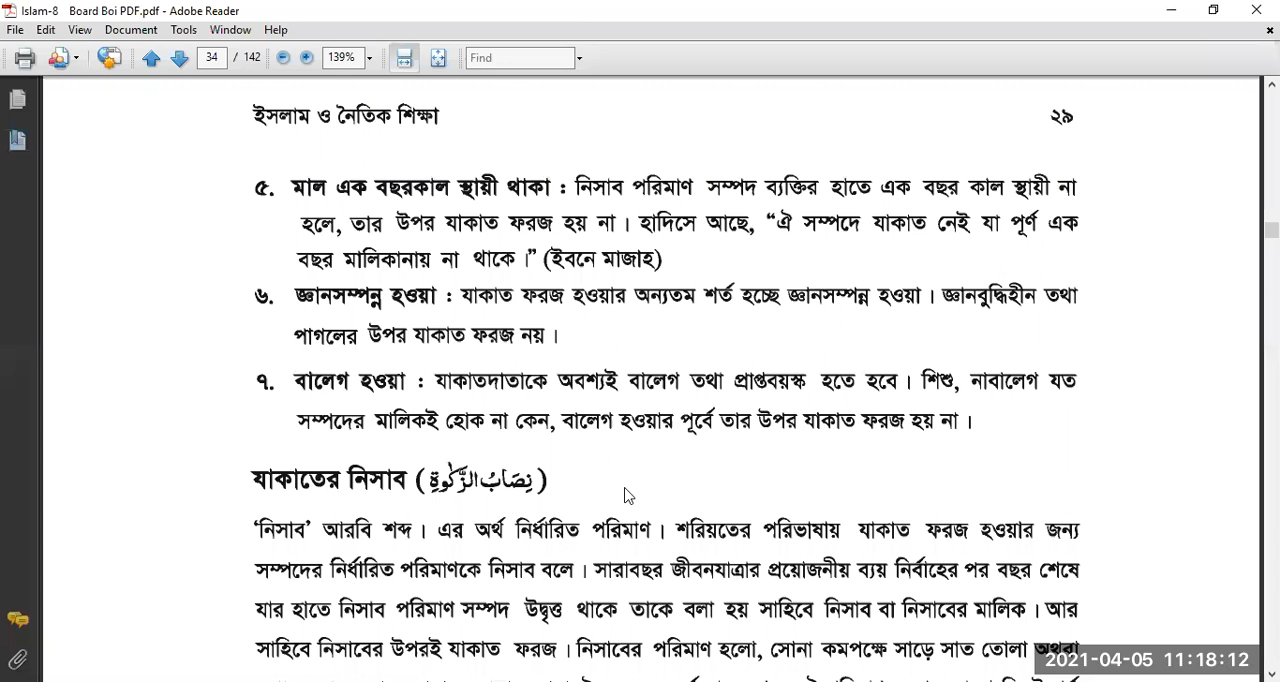 Islam-8 Board Boi PDF.pdf - Adobe Reader
File Edit View Document Tools Window Help
34 / 142 139% Find
ইসলাম ও নৈতিক শিক্ষা ২৯
৫. মাল এক বছরকাল স্থায়ী থাকা : নিসাব পরিমাণ সম্পদ ব্যক্তির হাতে এক বছর কাল স্থায়ী না
হলে, তার উপর যাকাত ফরজ হয় না। হাদিসে আছে, “ঐ সম্পদে যাকাত নেই যা পূর্ণ এক
বছর মালিকানায় না থাকে।” (ইবনে মাজাহ)
৬. জ্ঞানসম্পন্ন হওয়া : যাকাত ফরজ হওয়ার অন্যতম শর্ত হচ্ছে জ্ঞানসম্পন্ন হওয়া। জ্ঞানবুদ্ধিহীন তথা
পাগলের উপর যাকাত ফরজ নয়।
৭. বালেগ হওয়া : যাকাতদাতাকে অবশ্যই বালেগ তথা প্রাপ্তবয়স্ক হতে হবে। শিশু, নাবালেগ যত
সম্পদের মালিকই হোক না কেন, বালেগ হওয়ার পূর্বে তার উপর যাকাত ফরজ হয় না।
যাকাতের নিসাব (نِصَابُ الزَّكٰوةِ)
‘নিসাব’ আরবি শব্দ। এর অর্থ নির্ধারিত পরিমাণ। শরিয়তের পরিভাষায় যাকাত ফরজ হওয়ার জন্য
সম্পদের নির্ধারিত পরিমাণকে নিসাব বলে। সারাবছর জীবনযাত্রার প্রয়োজনীয় ব্যয় নির্বাহের পর বছর শেষে
যার হাতে নিসাব পরিমাণ সম্পদ উদ্বৃত্ত থাকে তাকে বলা হয় সাহিবে নিসাব বা নিসাবের মালিক। আর
সাহিবে নিসাবের উপরই যাকাত ফরজ। নিসাবের পরিমাণ হলো, সোনা কমপক্ষে সাড়ে সাত তোলা অথবা
2021-04-05 11:18:12